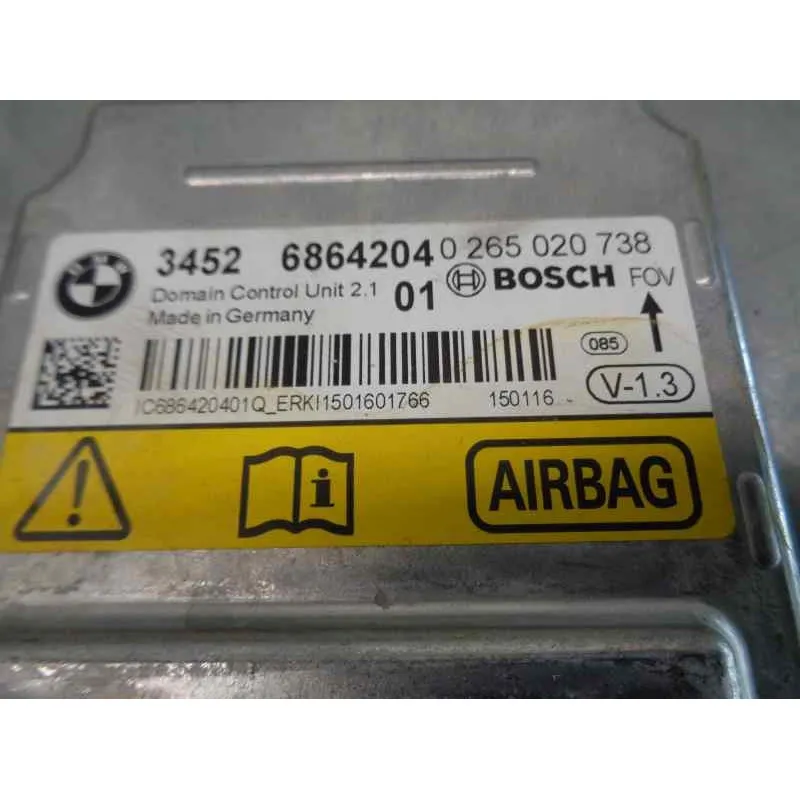 3452 6864204 0 265 020 738
Domain Control Unit 2.1 01 BOSCH FOV
Made in Germany
085
V-1.3
IC686420401Q_ERKI1501601766 150116
AIRBAG